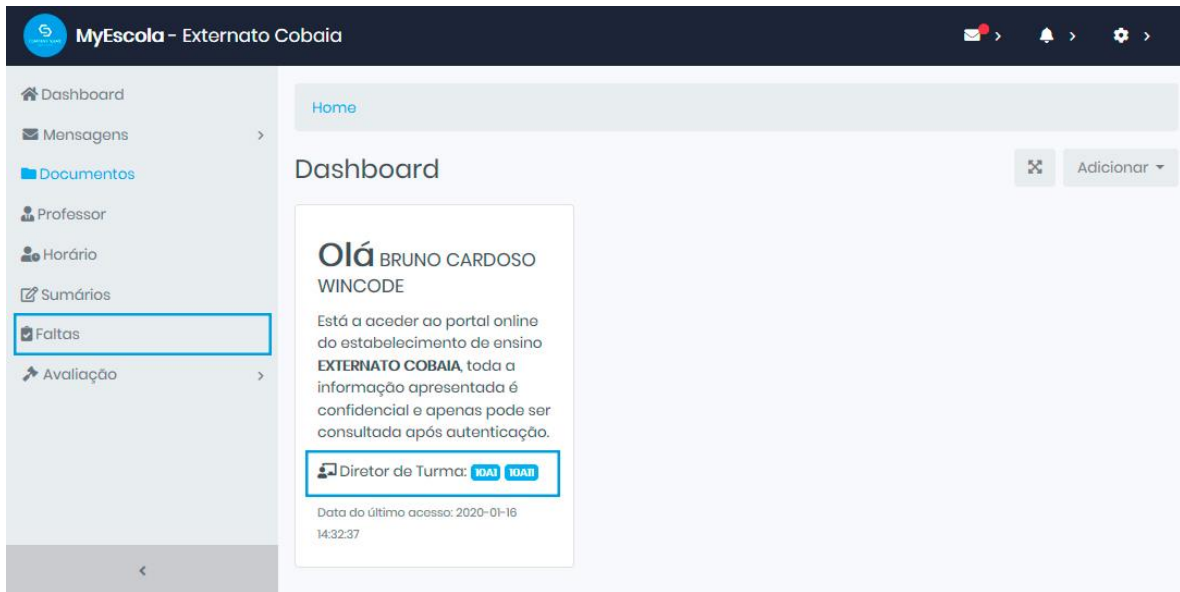 MyEscola - Externato Cobaia
Dashboard
Mensagens
Documentos
Professor
Horário
Sumários
Faltas
Avaliação
Home
Dashboard
Adicionar
Olá BRUNO CARDOSO
WINCODE
Está a aceder ao portal online
do estabelecimento de ensino
EXTERNATO COBAIA, toda a
informação apresentada é
confidencial e apenas pode ser
consultada após autenticação.
Diretor de Turma: 10A1
Data do último acesso: 2020-01-16
14:32:37